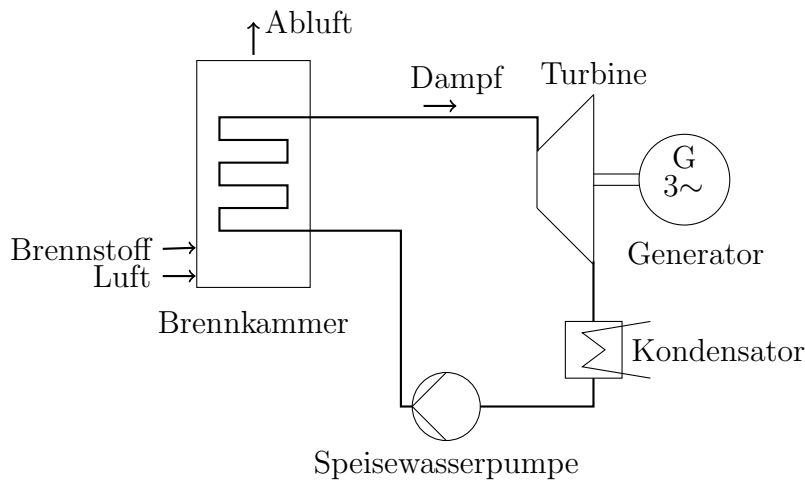 Abluft
Dampf
Turbine
G
3~
Brennstoff
Luft
Generator
Brennkammer
Kondensator
Speisewasserpumpe